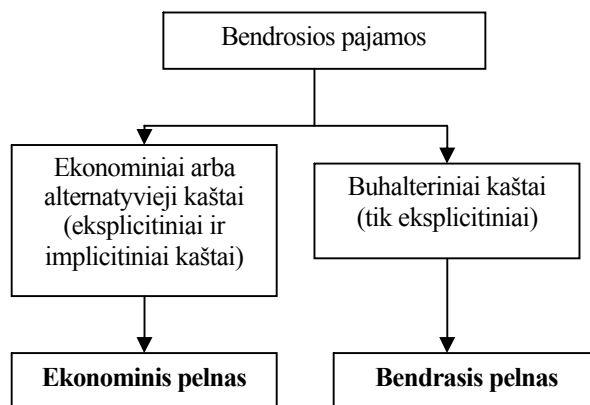 Bendrosios pajamos
Ekonominiai arba
alternatyvieji kaštai
(eksplicitiniai ir
implicitiniai kaštai)
Buhalteriniai kaštai
(tik eksplicitiniai)
Ekonominis pelnas
Bendrasis pelnas